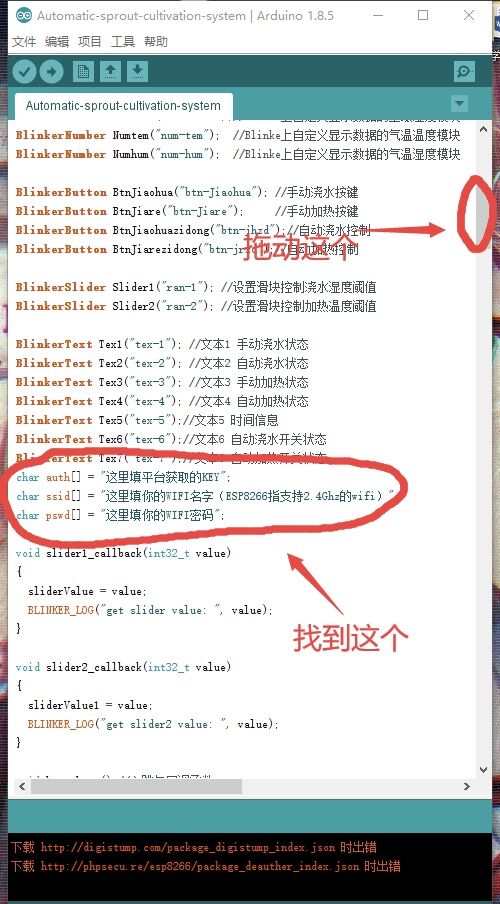 Automatic-sprout-cultivation-system | Arduino 1.8.5
文件 编辑 项目 工具 帮助
Automatic-sprout-cultivation-system
BlinkerNumber Numtem("num-tem"); //Blinke上自定义显示数据的气温温度模块
BlinkerNumber Numhum("num-hum"); //Blinke上自定义显示数据的气温湿度模块
BlinkerButton BtnJiaohua("btn-Jiaohua"); //手动浇水按键
BlinkerButton BtnJiare("btn-Jiare"); //手动加热按键
BlinkerButton BtnJiaohuazidong("btn-jhzd");//自动浇水控制
BlinkerButton BtnJiarezidong("btn-jr //自动加热控制
拖动这个
BlinkerSlider Slider1("ran-1"); //设置滑块控制浇水湿度阈值
BlinkerSlider Slider2("ran-2"); //设置滑块控制加热温度阈值
BlinkerText Tex1("tex-1"); //文本1 手动浇水状态
BlinkerText Tex2("tex-2"); //文本2 自动浇水状态
BlinkerText Tex3("tex-3"); //文本3 手动加热状态
BlinkerText Tex4("tex-4"); //文本4 自动加热状态
BlinkerText Tex5("tex-5");//文本5 时间信息
BlinkerText Tex6("tex-6");//文本6 自动浇水开关状态
BlinkerText Tex7("tex-7"); 自动加热开关状态
char auth[] = "这里填平台获取的KEY";
char ssid[] = "这里填你的WIFI名字（ESP8266指支持2.4Ghz的wifi）"
char pswd[] = "这里填你的WIFI密码";
void slider1_callback(int32_t value)
{
sliderValue = value;
BLINKER_LOG("get slider value: ", value);
}
找到这个
void slider2_callback(int32_t value)
{
sliderValue1 = value;
BLINKER_LOG("get slider2 value: ", value);
}
下载 http://digistump.com/package_digistump_index.json 时出错
下载 http://phpsecu.re/esp8266/package_deauther_index.json 时出错